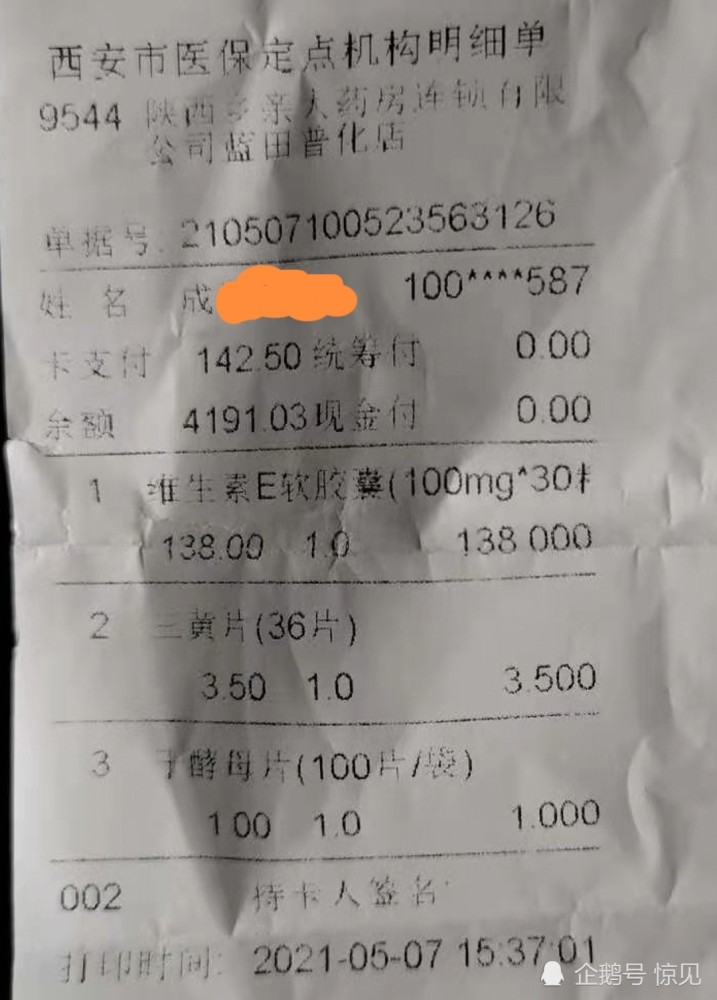 西安市医保定点机构明细单
9544 陕西乡亲人药房连锁有限
公司蓝田普化店
单据号: 210507100523563126
姓 名 成 100****587
卡支付 142.50 统筹付 0.00
余额 4191.03 现金付 0.00
1 维生素E软胶囊(100mg*30
138.00 1.0 138.000
2 三黄片(36片)
3.50 1.0 3.500
3 干酵母片(100片/袋)
1.00 1.0 1.000
002 持卡人签名
打印时间: 2021-05-07 15:37:01
企鹅号 惊见